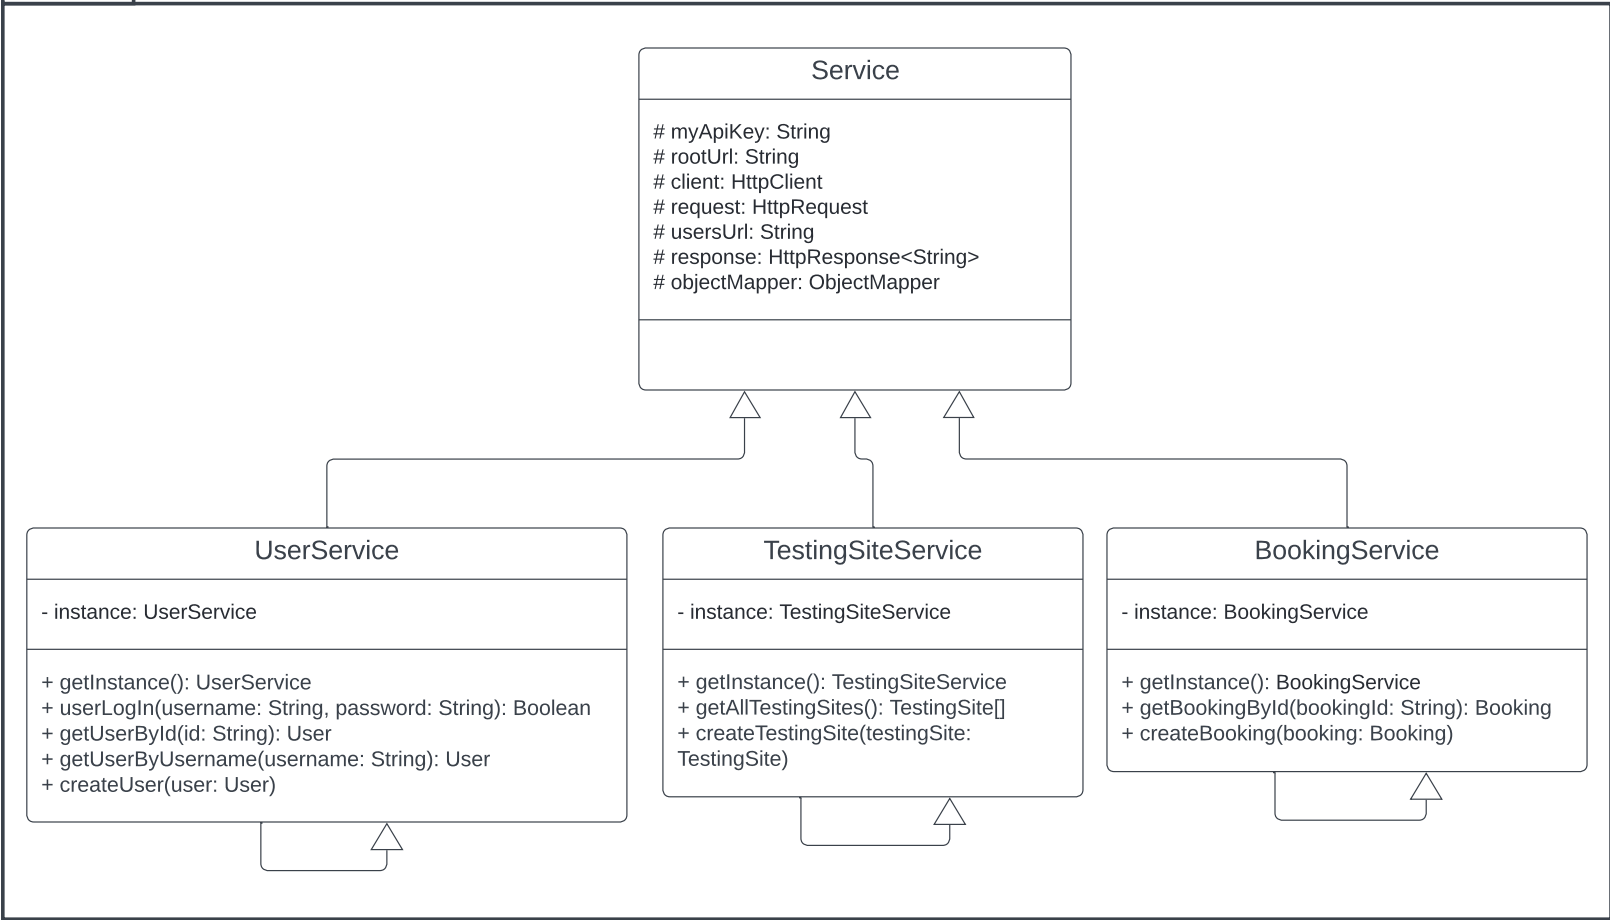 Service
# myApiKey: String
# rootUrl: String
# client: HttpClient
# request: HttpRequest
# usersUrl: String
# response: HttpResponse<String>
# objectMapper: ObjectMapper
UserService
- instance: UserService
+ getInstance(): UserService
+ userLogIn(username: String, password: String): Boolean
+ getUserById(id: String): User
+ getUserByUsername(username: String): User
+ createUser(user: User)
TestingSiteService
- instance: TestingSiteService
+ getInstance(): TestingSiteService
+ getAllTestingSites(): TestingSite[]
+ createTestingSite(testingSite:
TestingSite)
BookingService
- instance: BookingService
+ getInstance(): BookingService
+ getBookingById(bookingId: String): Booking
+ createBooking(booking: Booking)